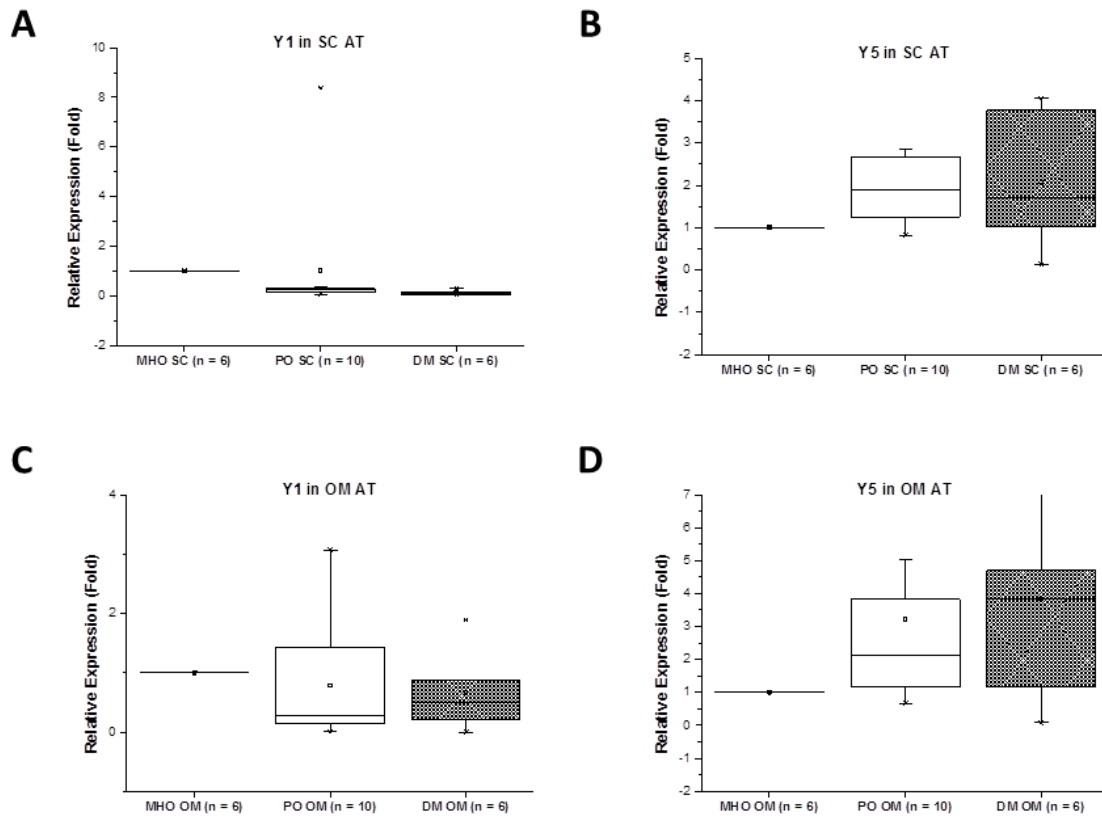 A
Y1 in SC AT
Relative Expression (Fold)
10
8
6
4
2
0
-2
MHO SC (n = 6) PO SC (n = 10) DM SC (n = 6)
B
Y5 in SC AT
Relative Expression (Fold)
5
4
3
2
1
0
-1
-2
MHO SC (n = 6) PO SC (n = 10) DM SC (n = 6)
C
Y1 in OM AT
Relative Expression (Fold)
4
2
0
MHO OM (n = 6) PO OM (n = 10) DM OM (n = 6)
D
Y5 in OM AT
Relative Expression (Fold)
7
6
5
4
3
2
1
0
-1
-2
MHO OM (n = 6) PO OM (n = 10) DM OM (n = 6)